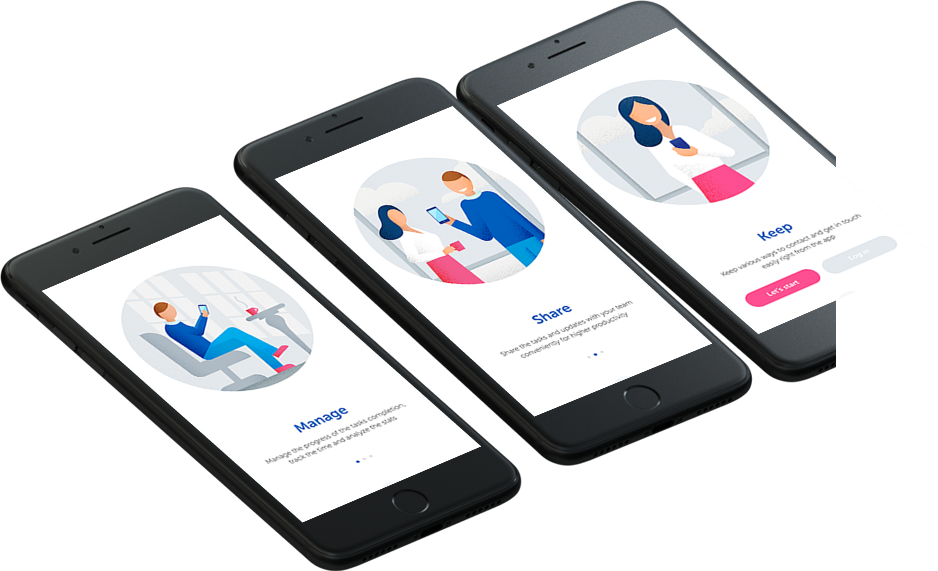 Manage
Manage the progress of the tasks completion,
track the time and analyze the stats
Share
Share the tasks and updates with your team
conveniently for higher productivity
Keep
Keep various ways to contact and get in touch
easily right from the app
Let's start
Log in